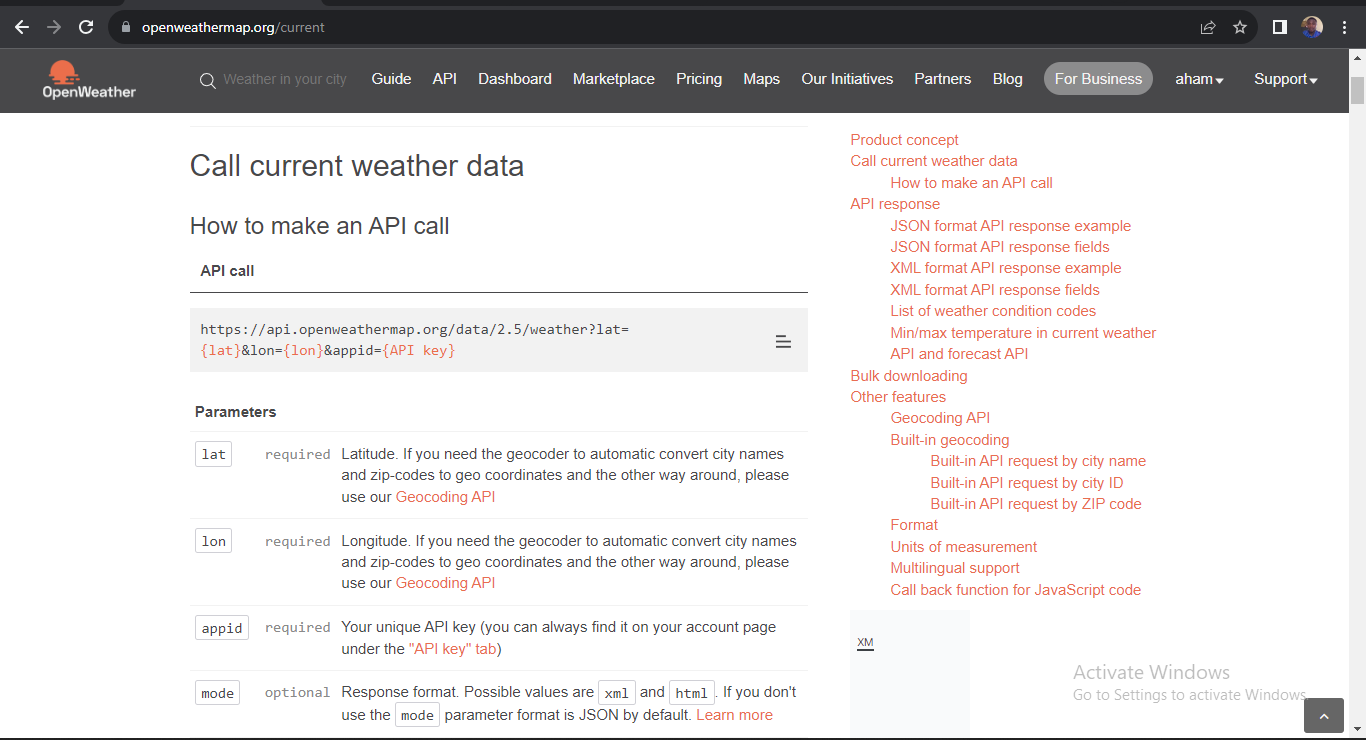 openweathermap.org/current
OpenWeather
Weather in your city
Guide
API
Dashboard
Marketplace
Pricing
Maps
Our Initiatives
Partners
Blog
For Business
aham
Support
Call current weather data
How to make an API call
API call
https://api.openweathermap.org/data/2.5/weather?lat=
{lat}&lon={lon}&appid={API key}
Parameters
lat required Latitude. If you need the geocoder to automatic convert city names
and zip-codes to geo coordinates and the other way around, please
use our Geocoding API
lon required Longitude. If you need the geocoder to automatic convert city names
and zip-codes to geo coordinates and the other way around, please
use our Geocoding API
appid required Your unique API key (you can always find it on your account page
under the "API key" tab)
mode optional Response format. Possible values are xml and html. If you don't
use the mode parameter format is JSON by default. Learn more
Product concept
Call current weather data
How to make an API call
API response
JSON format API response example
JSON format API response fields
XML format API response example
XML format API response fields
List of weather condition codes
Min/max temperature in current weather
API and forecast API
Bulk downloading
Other features
Geocoding API
Built-in geocoding
Built-in API request by city name
Built-in API request by city ID
Built-in API request by ZIP code
Format
Units of measurement
Multilingual support
Call back function for JavaScript code
XM
Activate Windows
Go to Settings to activate Windows.